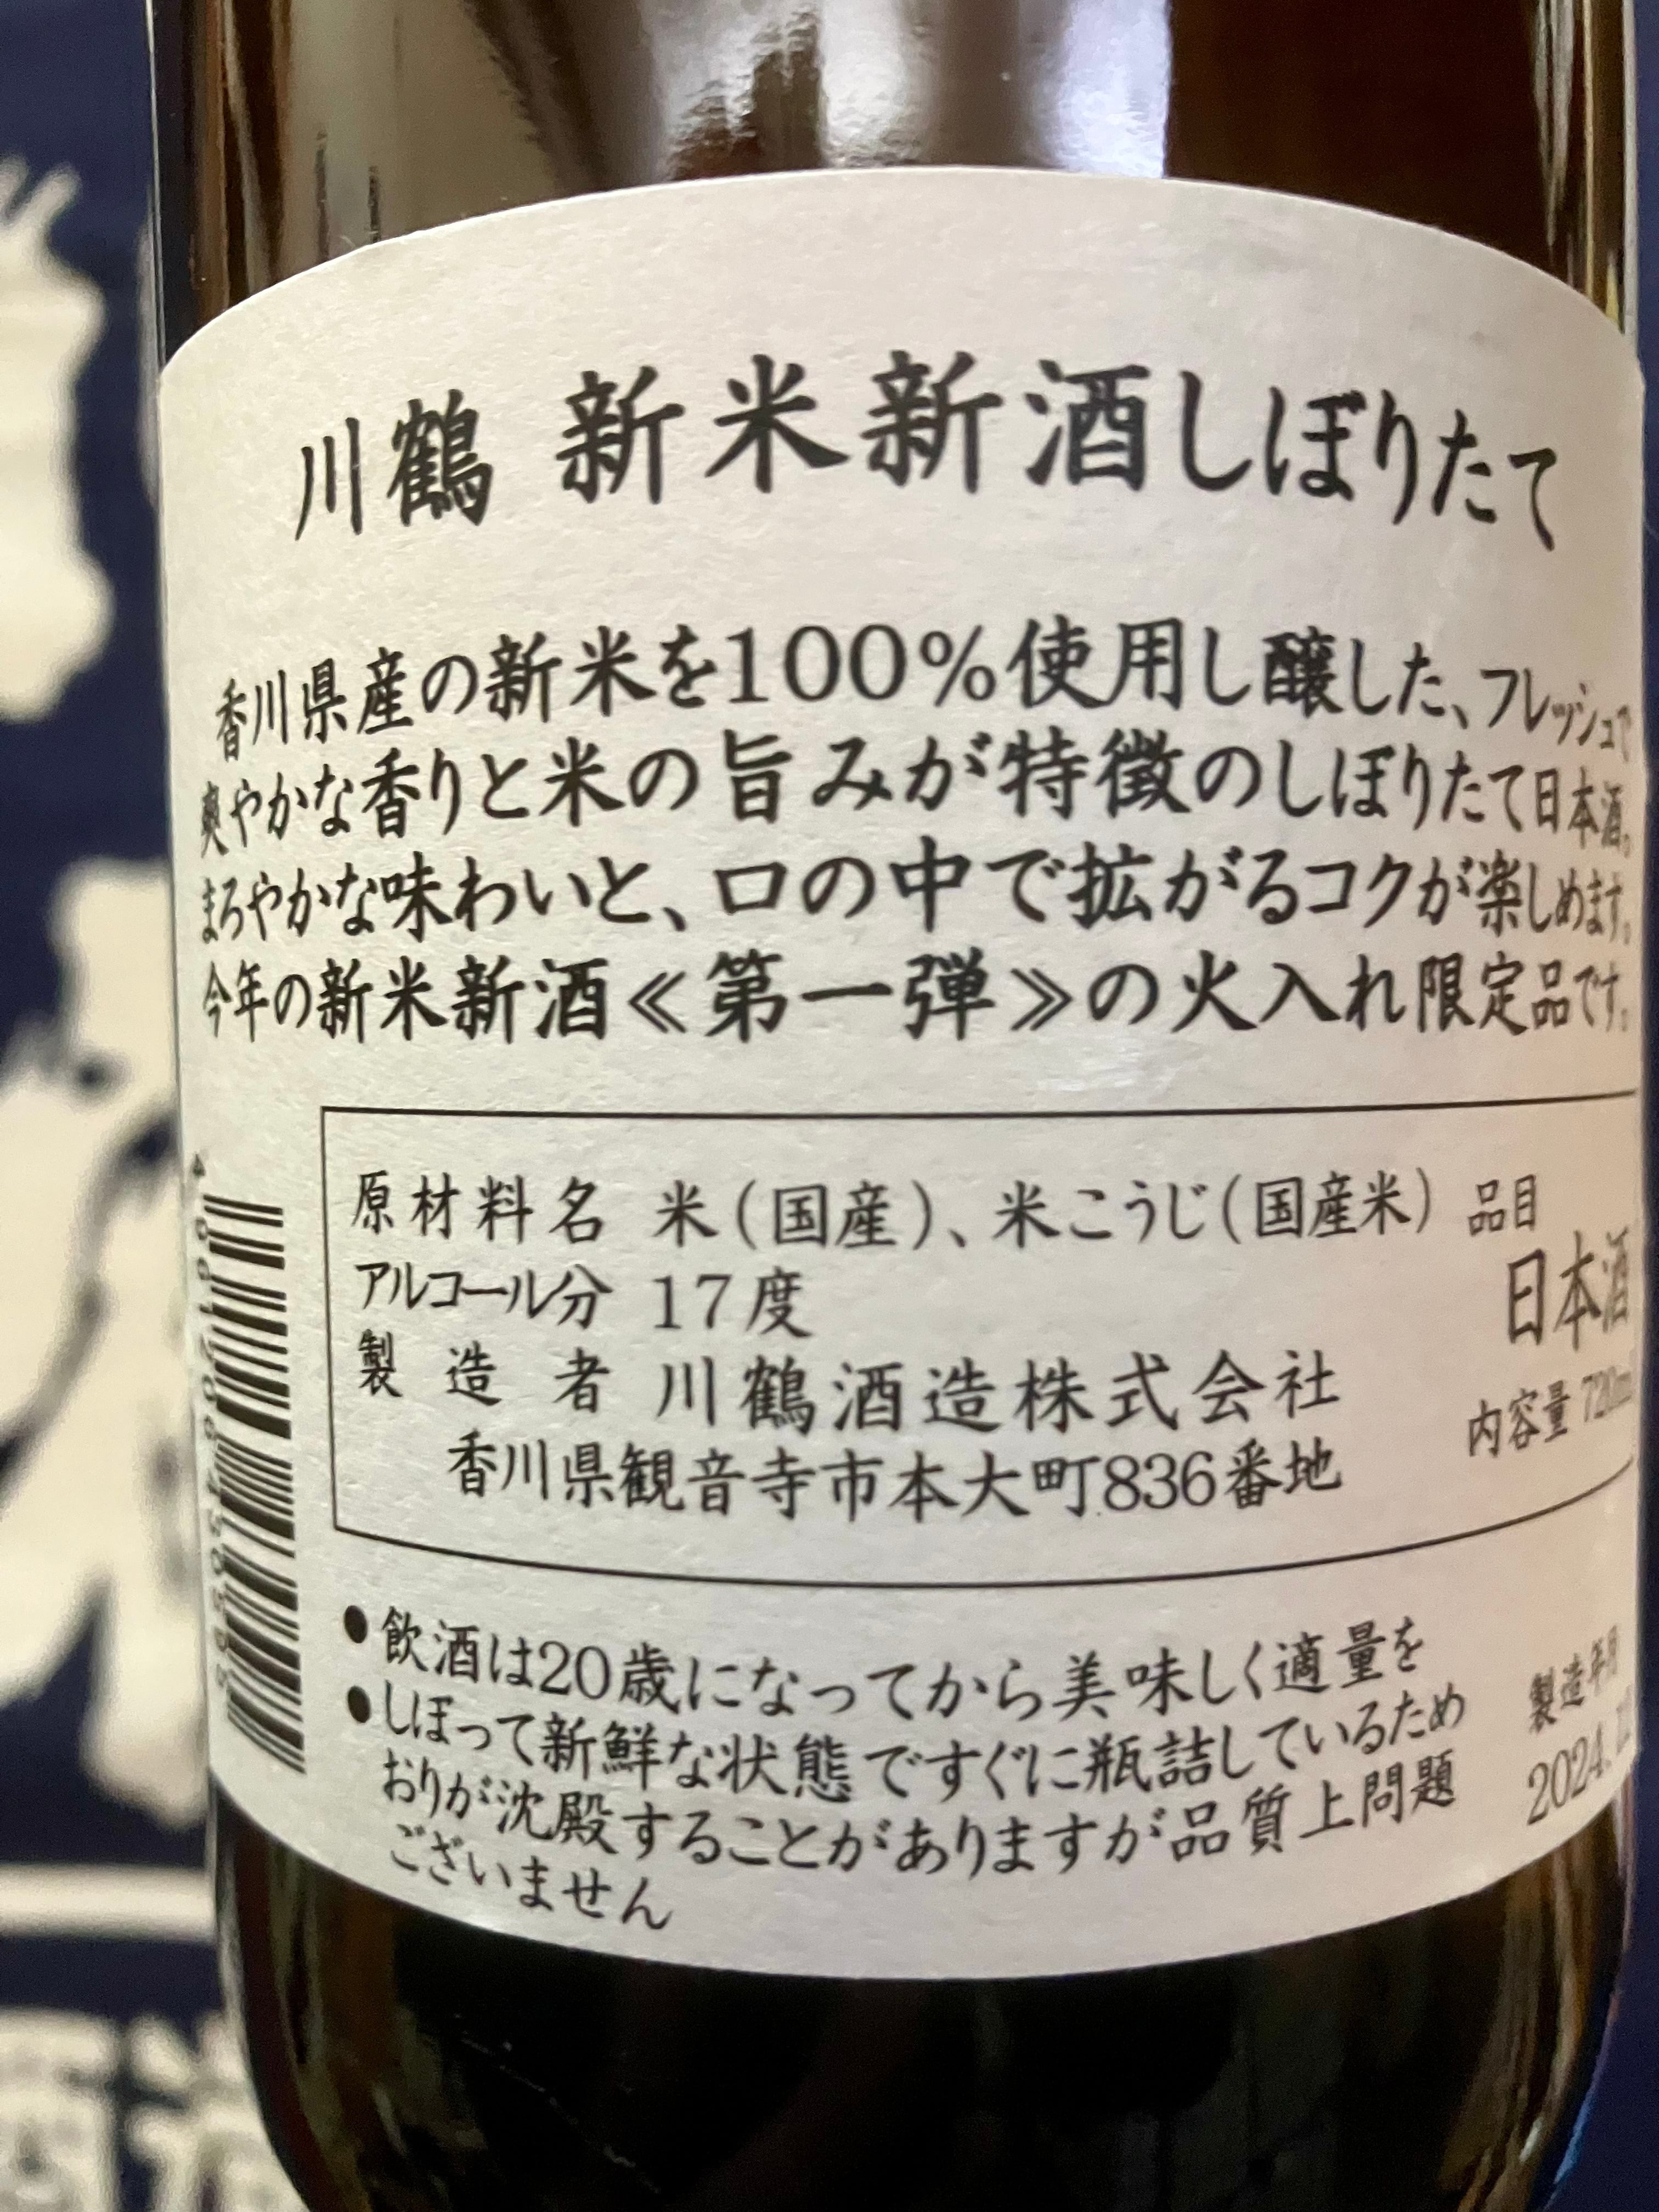 川鶴 新米新酒しぼりたて
香川県産の新米を100%使用し醸した、フレッシュで
爽やかな香りと米の旨みが特徴のしぼりたて日本酒。
まろやかな味わいと、口の中で拡がるコクが楽しめます。
今年の新米新酒≪第一弾≫の火入れ限定品です。
原材料名 米(国産)、米こうじ(国産米)
アルコール分 17度
製造者 川鶴酒造株式会社
香川県観音寺市本大町836番地
品目
日本酒
内容量 720ml
●飲酒は20歳になってから美味しく適量を
●しぼって新鮮な状態ですぐに瓶詰しているため
おりが沈殿することがありますが品質上問題
ございません
製造年月
2024.